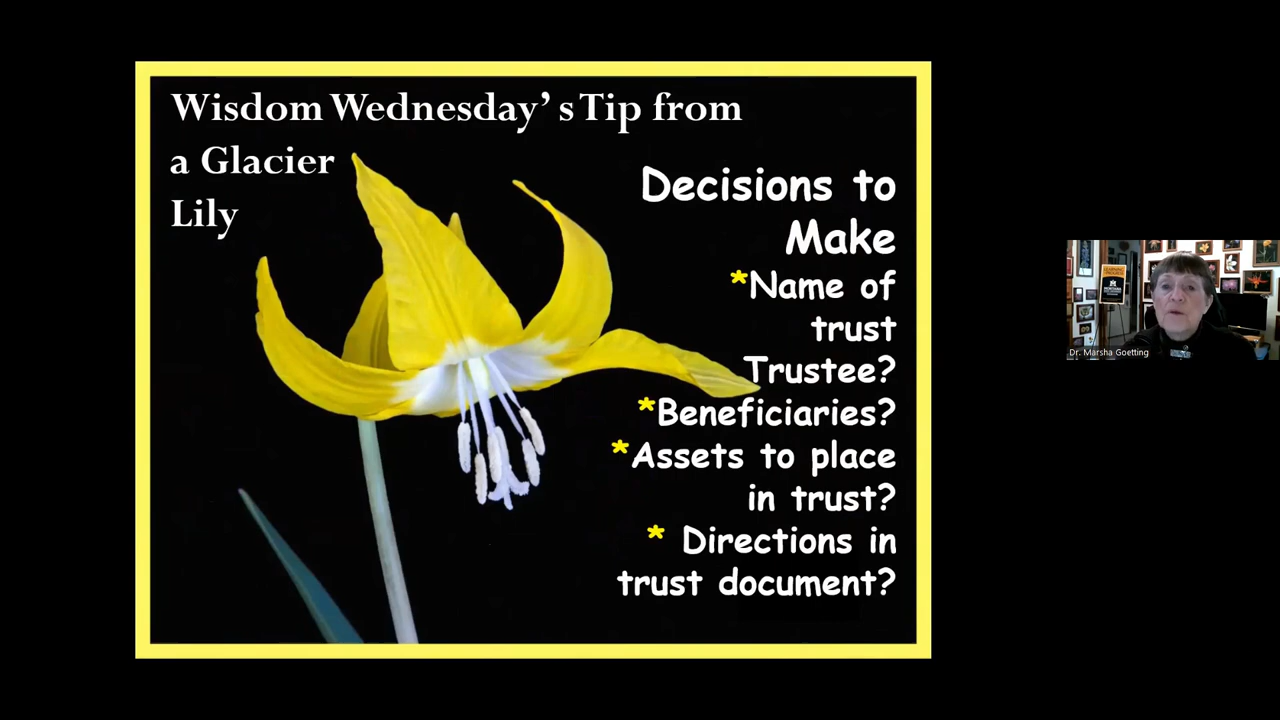 Wisdom Wednesday’ s Tip from
a Glacier
Lily
Decisions to
Make
*Name of
trust
Trustee?
*Beneficiaries?
*Assets to place
in trust?
* Directions in
trust document?
Dr. Marsha Goetting